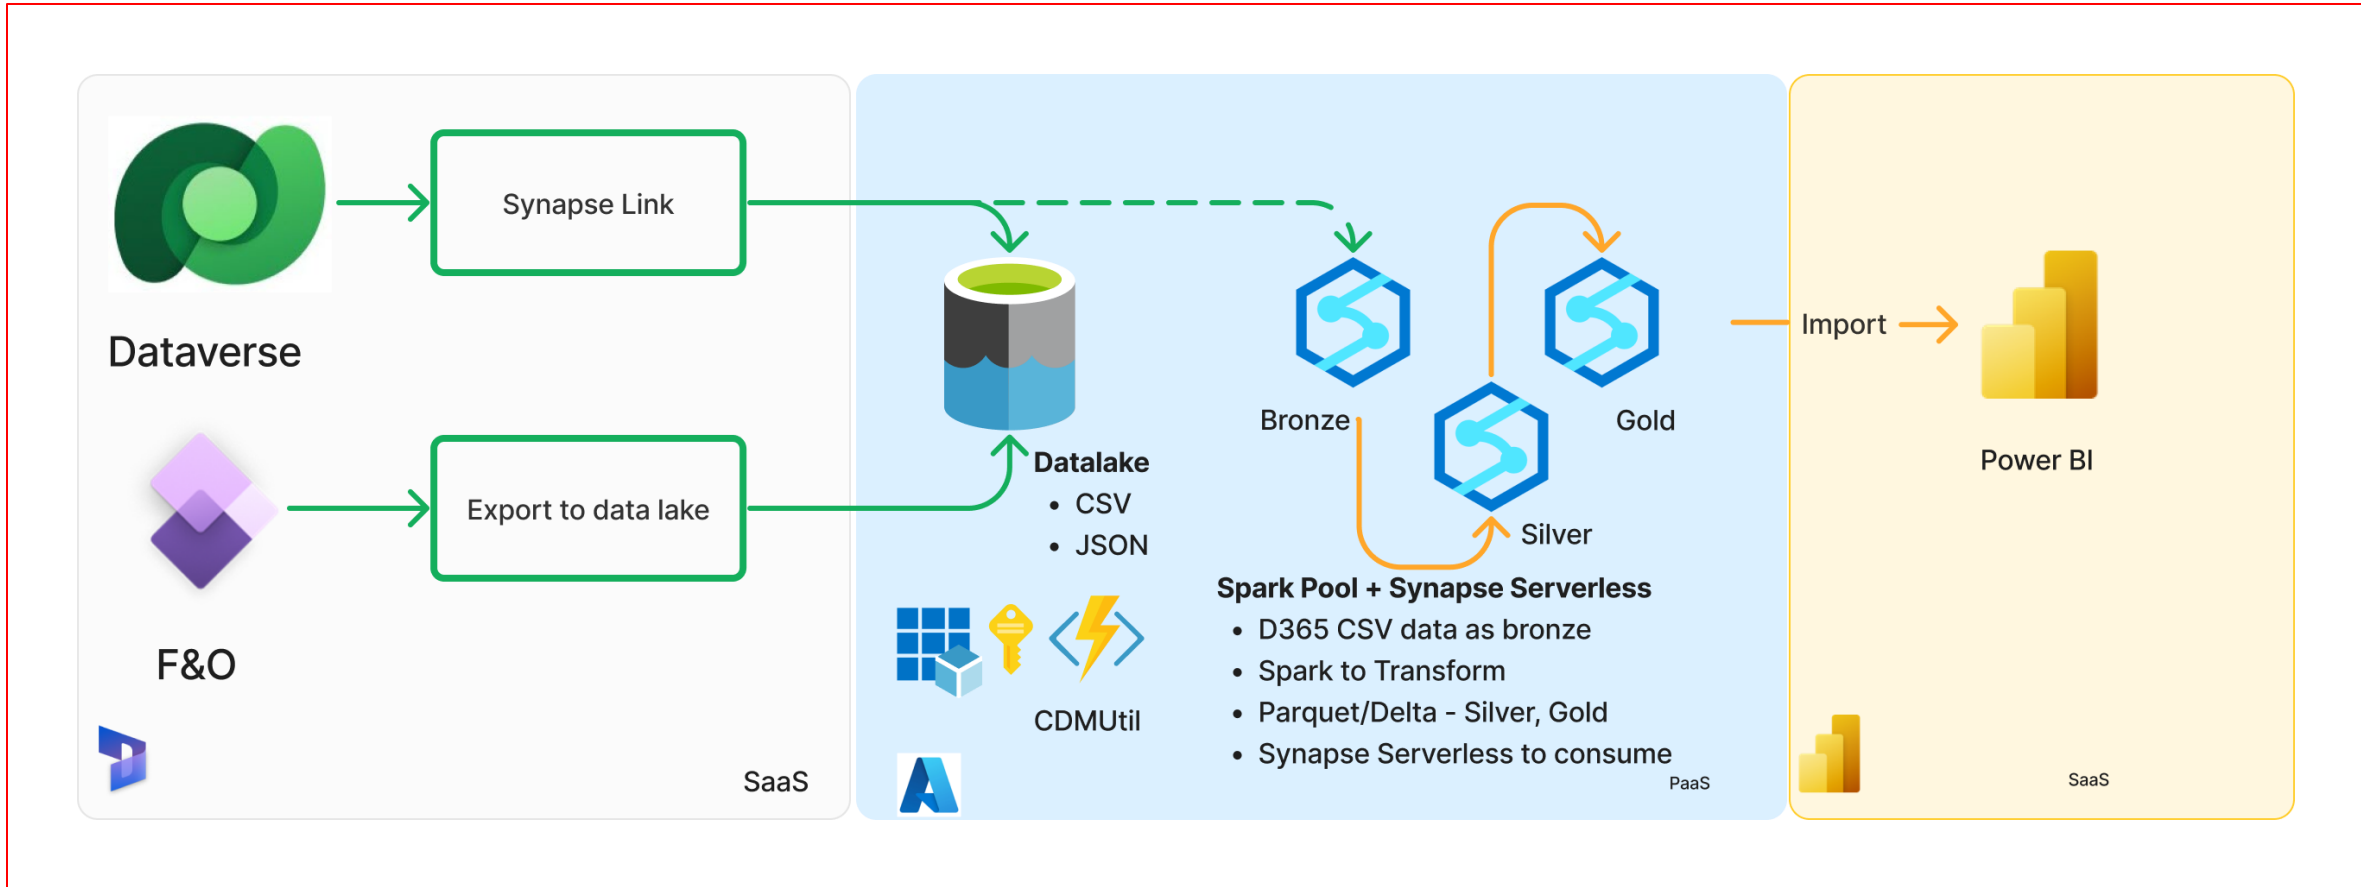 Dataverse
Synapse Link
F&O
Export to data lake
SaaS
Datalake
• CSV
• JSON
CDMUtil
Bronze
Silver
Gold
Spark Pool + Synapse Serverless
• D365 CSV data as bronze
• Spark to Transform
• Parquet/Delta - Silver, Gold
• Synapse Serverless to consume
PaaS
Import
Power BI
SaaS